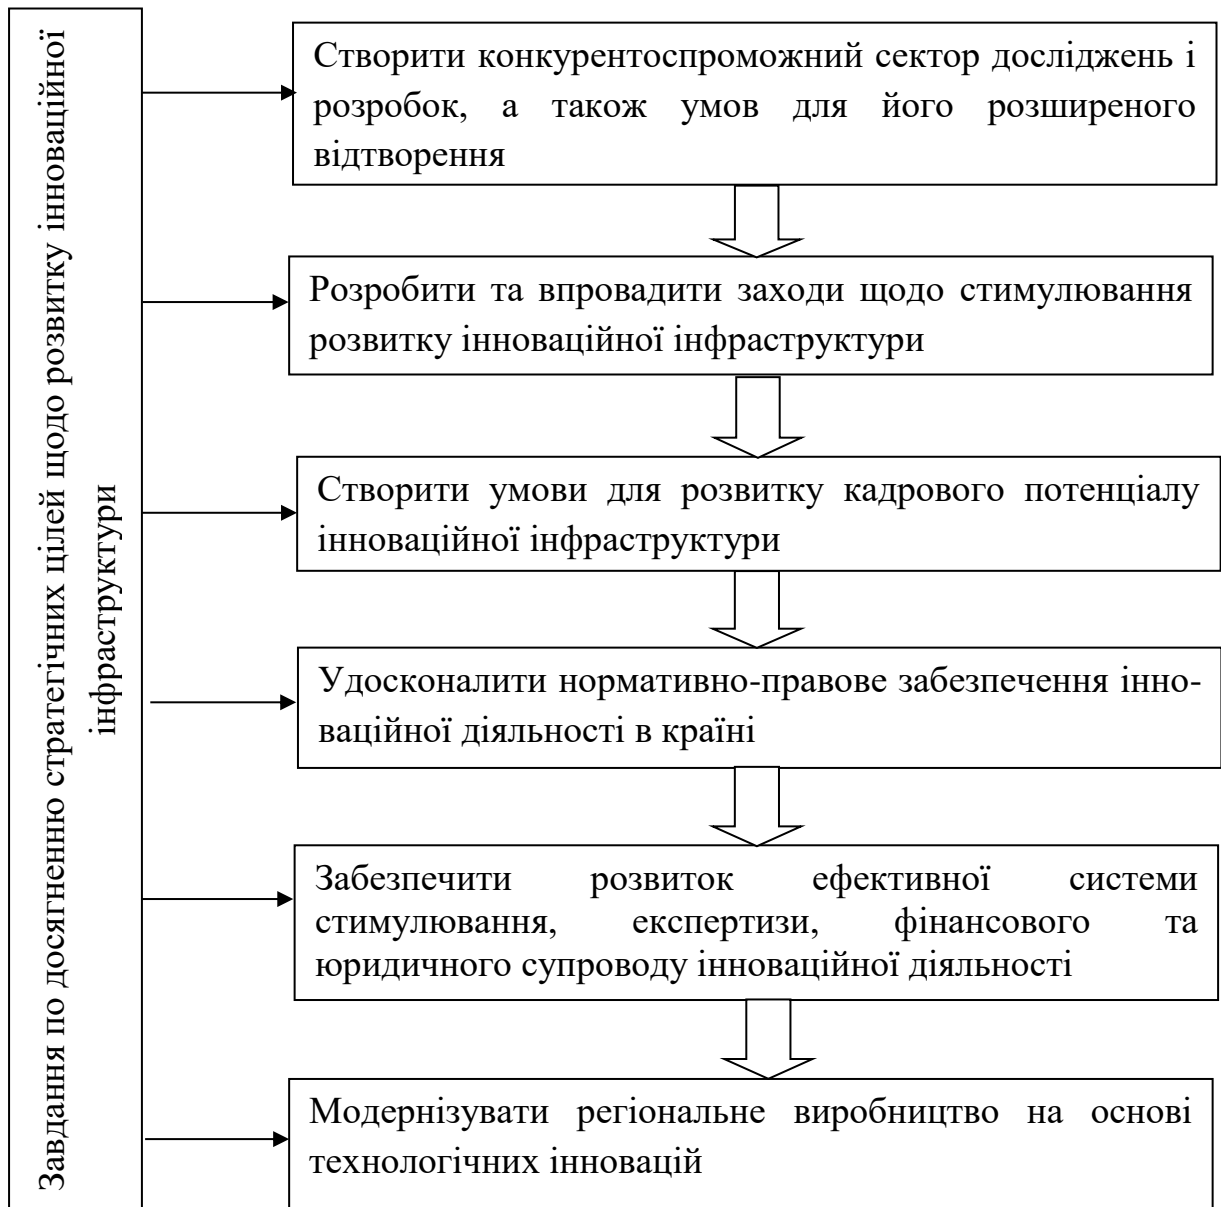 Завдання по досягненню стратегічних цілей щодо розвитку інноваційної
інфраструктури
Створити конкурентоспроможний сектор досліджень і
розробок, а також умов для його розширеного
відтворення
Розробити та впровадити заходи щодо стимулювання
розвитку інноваційної інфраструктури
Створити умови для розвитку кадрового потенціалу
інноваційної інфраструктури
Удосконалити нормативно-правове забезпечення інно-
ваційної діяльності в країні
Забезпечити розвиток ефективної системи
стимулювання, експертизи, фінансового та
юридичного супроводу інноваційної діяльності
Модернізувати регіональне виробництво на основі
технологічних інновацій